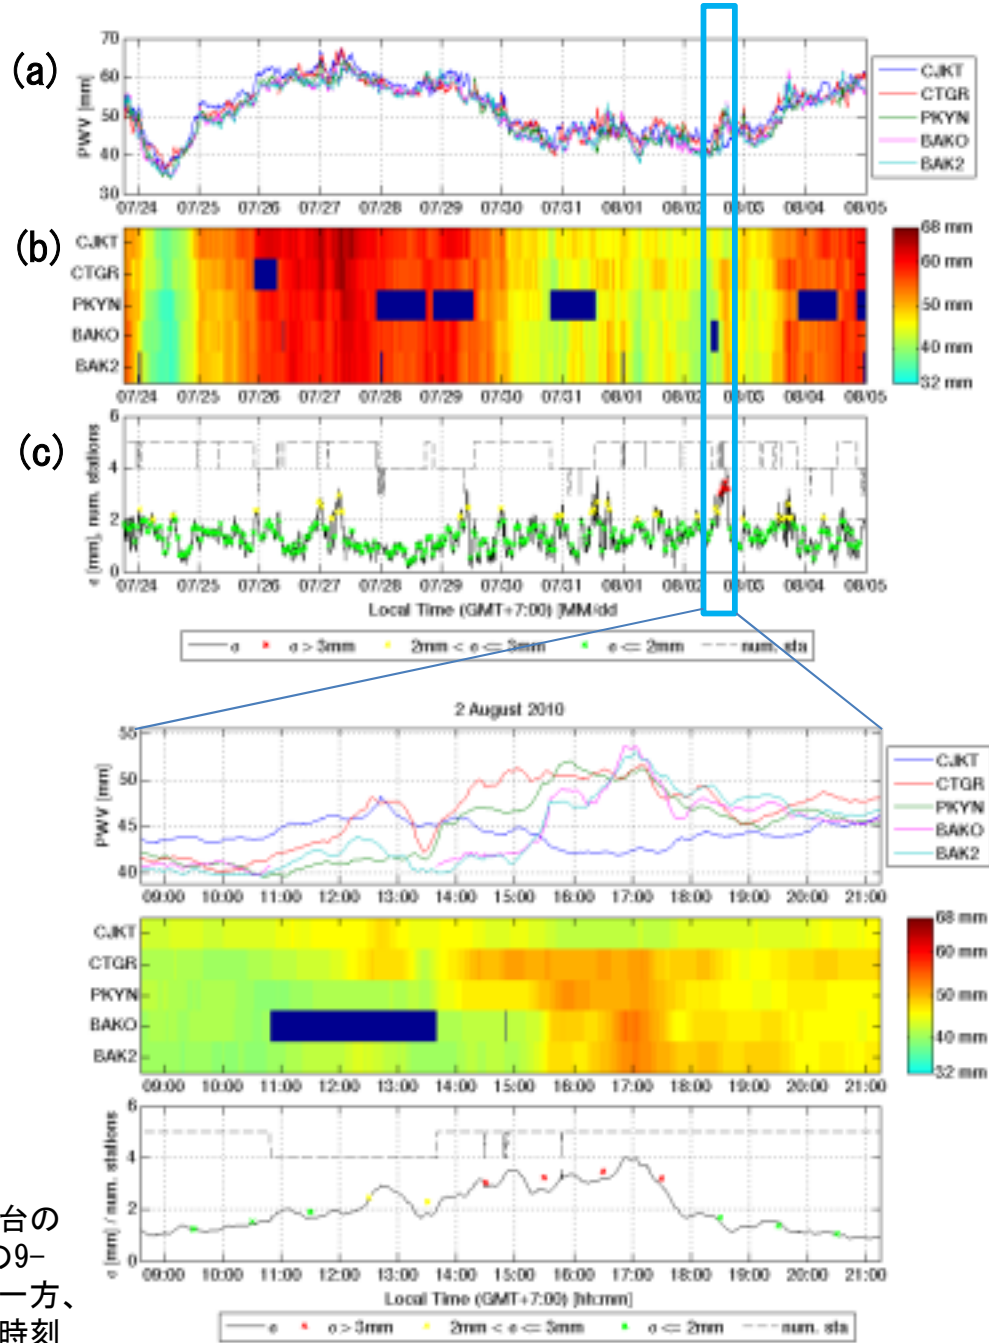 (a)
PWV [mm]
70
60
50
40
30
07/24 07/25 07/26 07/27 07/28 07/29 07/30 07/31 08/01 08/02 08/03 08/04 08/05
CJKT
CTGR
PKYN
BAKO
BAK2
(b)
CJKT
CTGR
PKYN
BAKO
BAK2
07/24 07/25 07/26 07/27 07/28 07/29 07/30 07/31 08/01 08/02 08/03 08/04 08/05
68 mm
60 mm
50 mm
40 mm
32 mm
(c)
σ [mm], num. stations
6
4
2
0
07/24 07/25 07/26 07/27 07/28 07/29 07/30 07/31 08/01 08/02 08/03 08/04 08/05
Local Time (GMT+7:00) [MM/dd
σ σ > 3mm 2mm < σ <= 3mm σ <= 2mm num. sta
2 August 2010
PWV [mm]
55
50
45
40
09:00 10:00 11:00 12:00 13:00 14:00 15:00 16:00 17:00 18:00 19:00 20:00 21:00
CJKT
CTGR
PKYN
BAKO
BAK2
CJKT
CTGR
PKYN
BAKO
BAK2
09:00 10:00 11:00 12:00 13:00 14:00 15:00 16:00 17:00 18:00 19:00 20:00 21:00
68 mm
60 mm
50 mm
40 mm
32 mm
σ [mm] / num. stations
6
4
2
0
09:00 10:00 11:00 12:00 13:00 14:00 15:00 16:00 17:00 18:00 19:00 20:00 21:00
Local Time (GMT+7:00) [hh:mm]
σ σ > 3mm 2mm < σ <= 3mm σ <= 2mm num. sta
台の
の9-
一方、
時刻